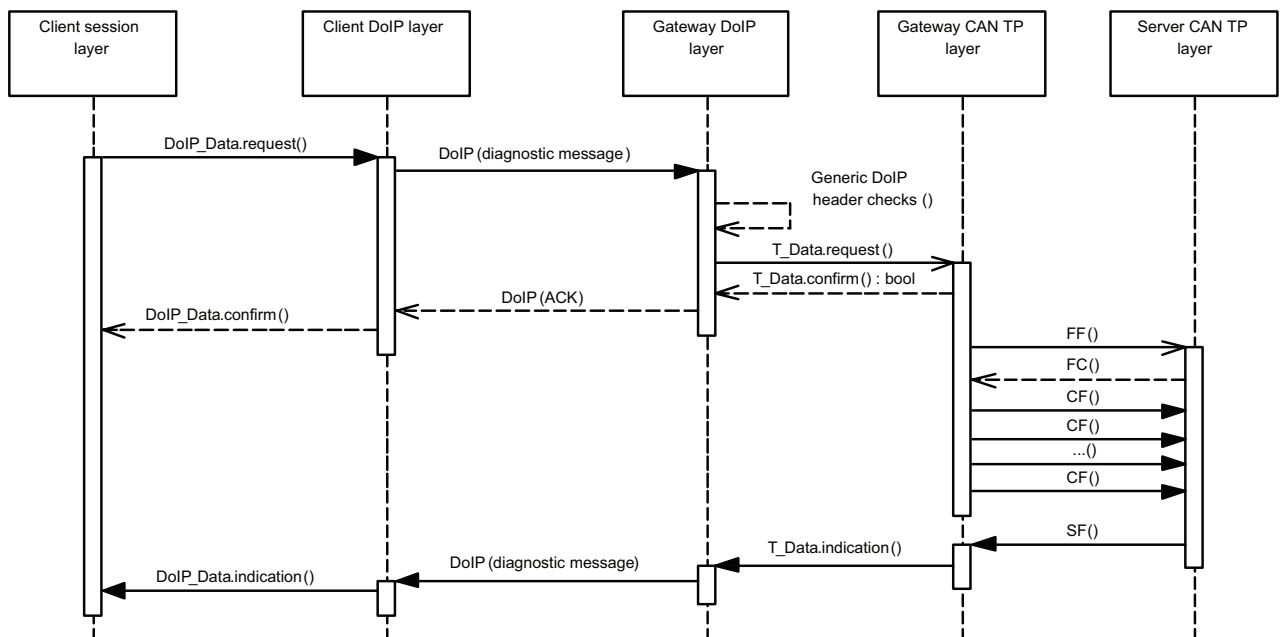 Client session
layer
Client DoIP layer
Gateway DoIP
layer
Gateway CAN TP
layer
Server CAN TP
layer
DoIP_Data.request()
DoIP (diagnostic message)
Generic DoIP
header checks ()
T_Data.request()
T_Data.confirm() : bool
DoIP (ACK)
DoIP_Data.confirm()
FF()
FC()
CF()
CF()
...()
CF()
SF()
T_Data.indication()
DoIP (diagnostic message)
DoIP_Data.indication()